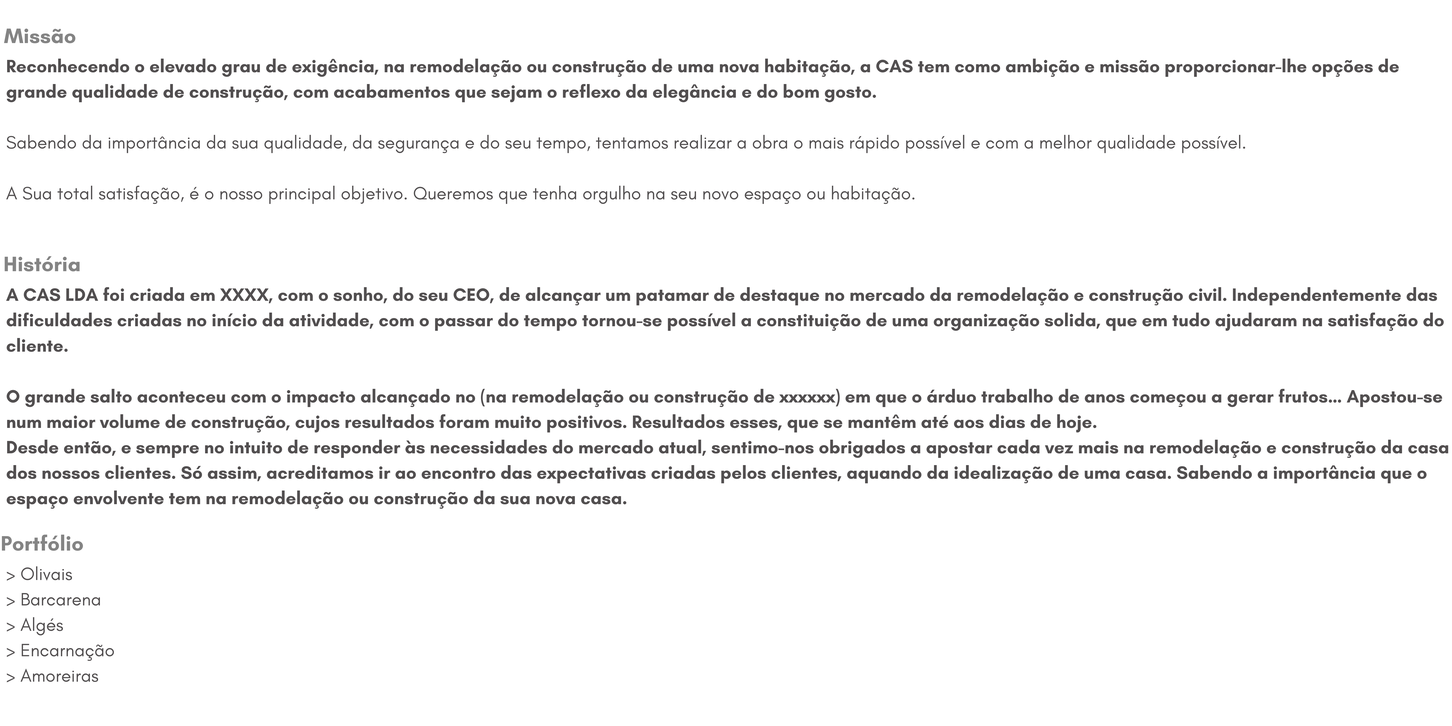 Missão
Reconhecendo o elevado grau de exigência, na remodelação ou construção de uma nova habitação, a CAS tem como ambição e missão proporcionar-lhe opções de
grande qualidade de construção, com acabamentos que sejam o reflexo da elegância e do bom gosto.
Sabendo da importância da sua qualidade, da segurança e do seu tempo, tentamos realizar a obra o mais rápido possível e com a melhor qualidade possível.
A Sua total satisfação, é o nosso principal objetivo. Queremos que tenha orgulho na seu novo espaço ou habitação.
História
A CAS LDA foi criada em XXXX, com o sonho, do seu CEO, de alcançar um patamar de destaque no mercado da remodelação e construção civil. Independentemente das
dificuldades criadas no início da atividade, com o passar do tempo tornou-se possível a constituição de uma organização solida, que em tudo ajudaram na satisfação do
cliente.
O grande salto aconteceu com o impacto alcançado no (na remodelação ou construção de xxxxxx) em que o árduo trabalho de anos começou a gerar frutos... Apostou-se
num maior volume de construção, cujos resultados foram muito positivos. Resultados esses, que se mantêm até aos dias de hoje.
Desde então, e sempre no intuito de responder às necessidades do mercado atual, sentimo-nos obrigados a apostar cada vez mais na remodelação e construção da casa
dos nossos clientes. Só assim, acreditamos ir ao encontro das expectativas criadas pelos clientes, aquando da idealização de uma casa. Sabendo a importância que o
espaço envolvente tem na remodelação ou construção da sua nova casa.
Portfólio
> Olivais
> Barcarena
> Algés
> Encarnação
> Amoreiras